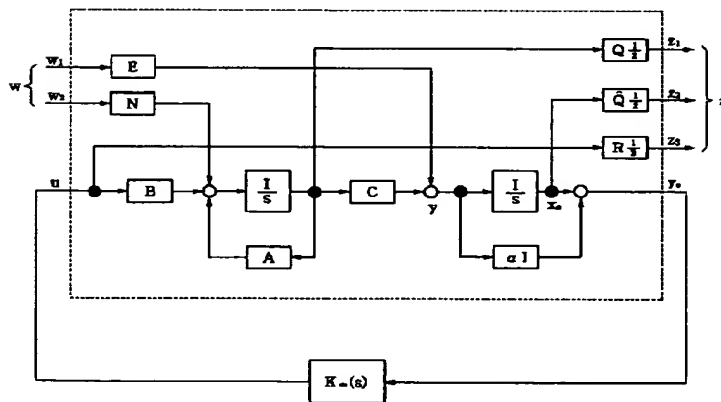 Q 1/2 z₁
w₁ E
w
Q̂ 1/2 z₂
w₂ N
R 1/2 z₃
u B I/s C y I/s xₑ yₑ
A α I
K∞(s)